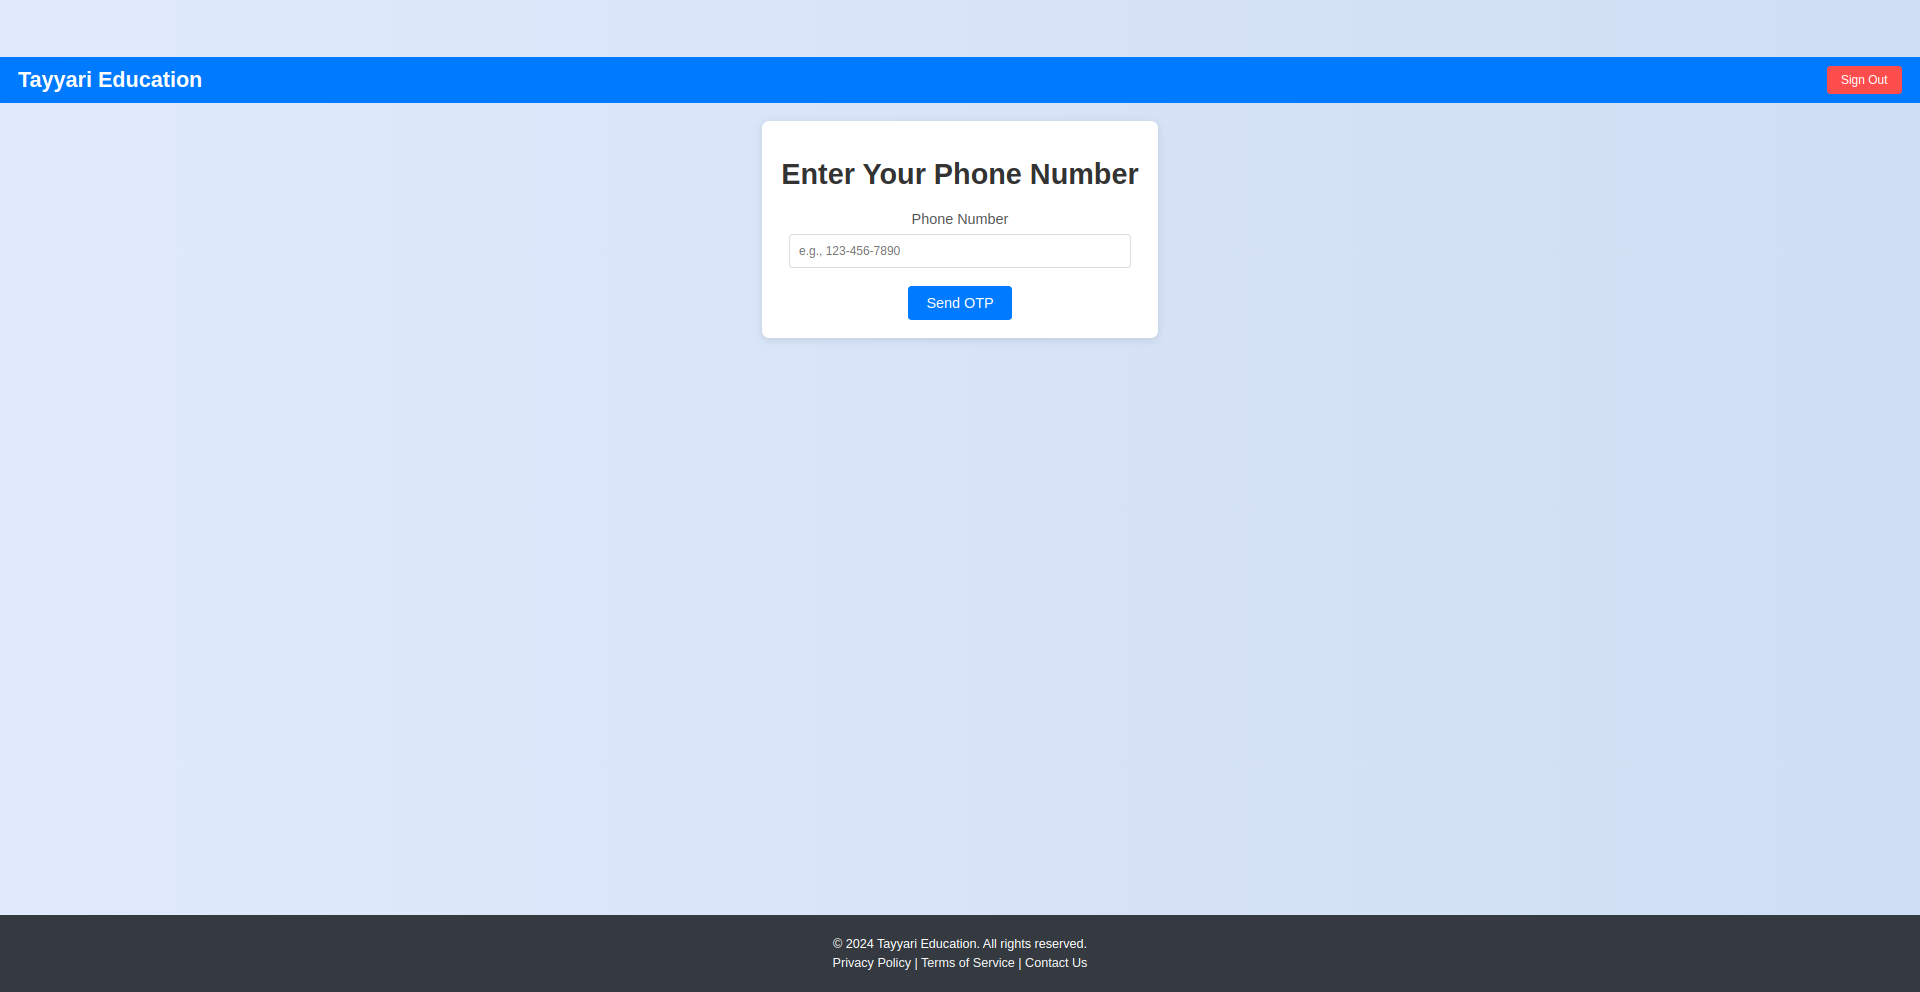 Tayyari Education
Sign Out
Enter Your Phone Number
Phone Number
e.g., 123-456-7890
Send OTP
© 2024 Tayyari Education. All rights reserved.
Privacy Policy | Terms of Service | Contact Us